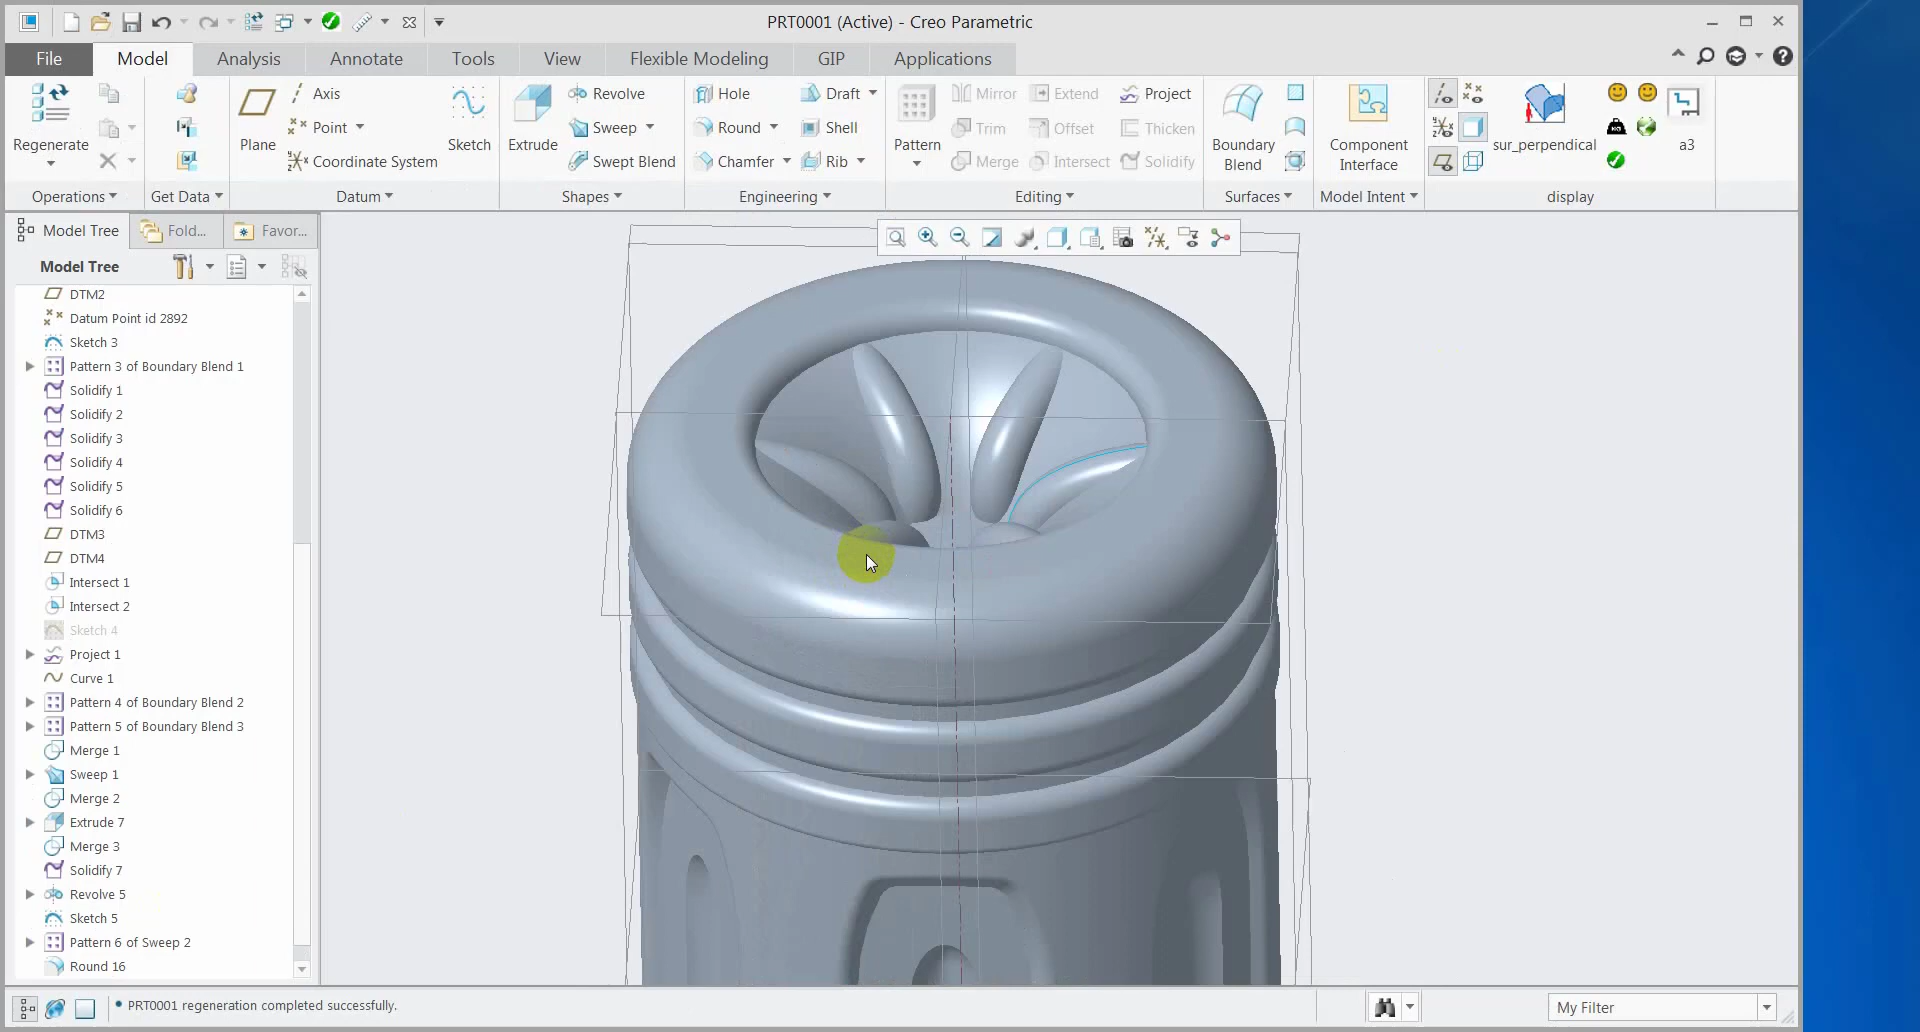 PRT0001 (Active) - Creo Parametric
File
Model
Analysis
Annotate
Tools
View
Flexible Modeling
GIP
Applications
Regenerate
Operations
Get Data
Plane
Axis
Point
Coordinate System
Sketch
Datum
Extrude
Revolve
Sweep
Swept Blend
Shapes
Hole
Round
Chamfer
Draft
Shell
Rib
Engineering
Pattern
Mirror
Trim
Merge
Extend
Offset
Intersect
Project
Thicken
Solidify
Editing
Boundary
Blend
Surfaces
Component
Interface
Model Intent
sur_perpendical
a3
display
Model Tree
Fold...
Favor...
Model Tree
DTM2
Datum Point id 2892
Sketch 3
Pattern 3 of Boundary Blend 1
Solidify 1
Solidify 2
Solidify 3
Solidify 4
Solidify 5
Solidify 6
DTM3
DTM4
Intersect 1
Intersect 2
Sketch 4
Project 1
Curve 1
Pattern 4 of Boundary Blend 2
Pattern 5 of Boundary Blend 3
Merge 1
Sweep 1
Merge 2
Extrude 7
Merge 3
Solidify 7
Revolve 5
Sketch 5
Pattern 6 of Sweep 2
Round 16
PRT0001 regeneration completed successfully.
My Filter